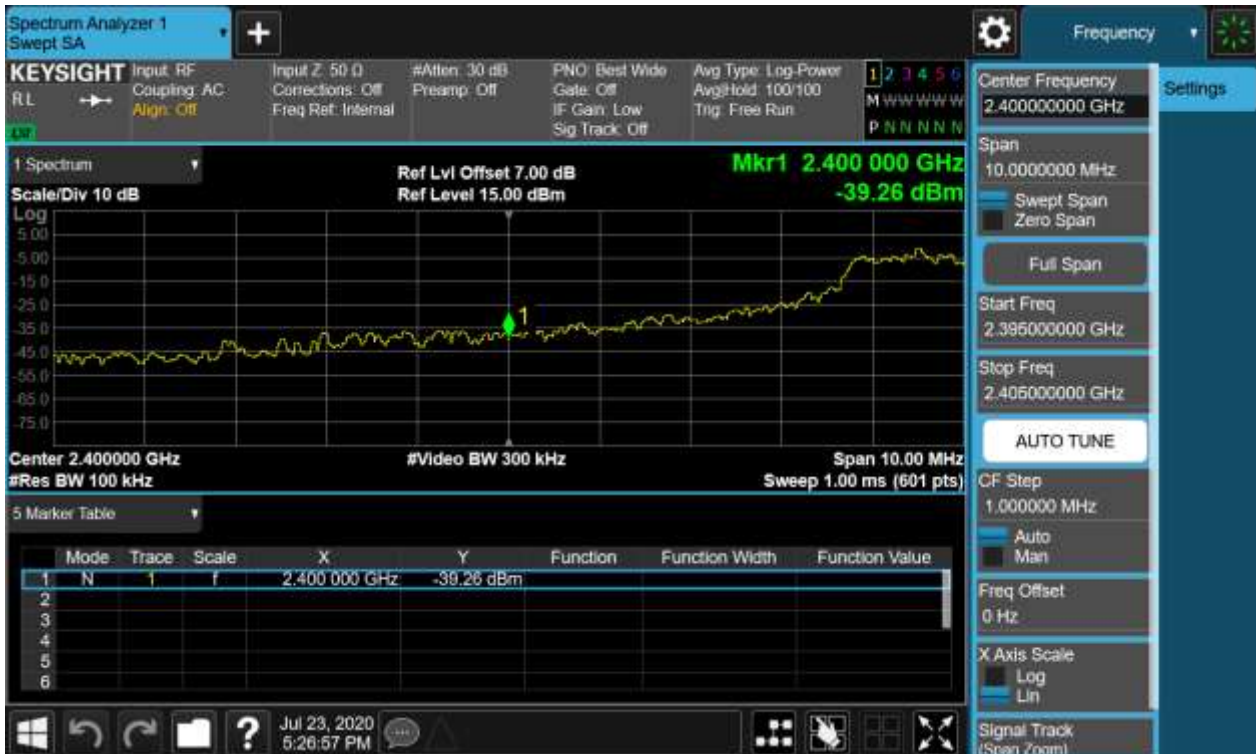 Spectrum Analyzer 1
Swept SA
+
Frequency
KEYSIGHT
RL
Input: RF
Coupling: AC
Align: Off
Input Z: 50 Ω
Corrections: Off
Freq Ref: Internal
#Atten: 30 dB
Preamp: Off
PNO: Best Wide
Gate: Off
IF Gain: Low
Sig Track: Off
Avg Type: Log-Power
Avg|Hold: 100/100
Trig: Free Run
1 2 3 4 5 6
M W W W W W
P N N N N N
Center Frequency
2.400000000 GHz
Settings
Span
10.0000000 MHz
Swept Span
Zero Span
Full Span
Start Freq
2.395000000 GHz
Stop Freq
2.405000000 GHz
AUTO TUNE
CF Step
1.000000 MHz
Auto
Man
Freq Offset
0 Hz
X Axis Scale
Log
Lin
Signal Track
(Span Zoom)
1 Spectrum
Scale/Div 10 dB
Ref Lvl Offset 7.00 dB
Ref Level 15.00 dBm
Mkr1 2.400 000 GHz
-39.26 dBm
Log
5.00
-5.00
-15.0
-25.0
-35.0
-45.0
-55.0
-65.0
-75.0
1
Center 2.400000 GHz
#Video BW 300 kHz
Span 10.00 MHz
#Res BW 100 kHz
Sweep 1.00 ms (601 pts)
5 Marker Table
Mode Trace Scale X Y Function Function Width Function Value
1 N 1 f 2.400 000 GHz -39.26 dBm
2
3
4
5
6
?
Jul 23, 2020
5:26:57 PM